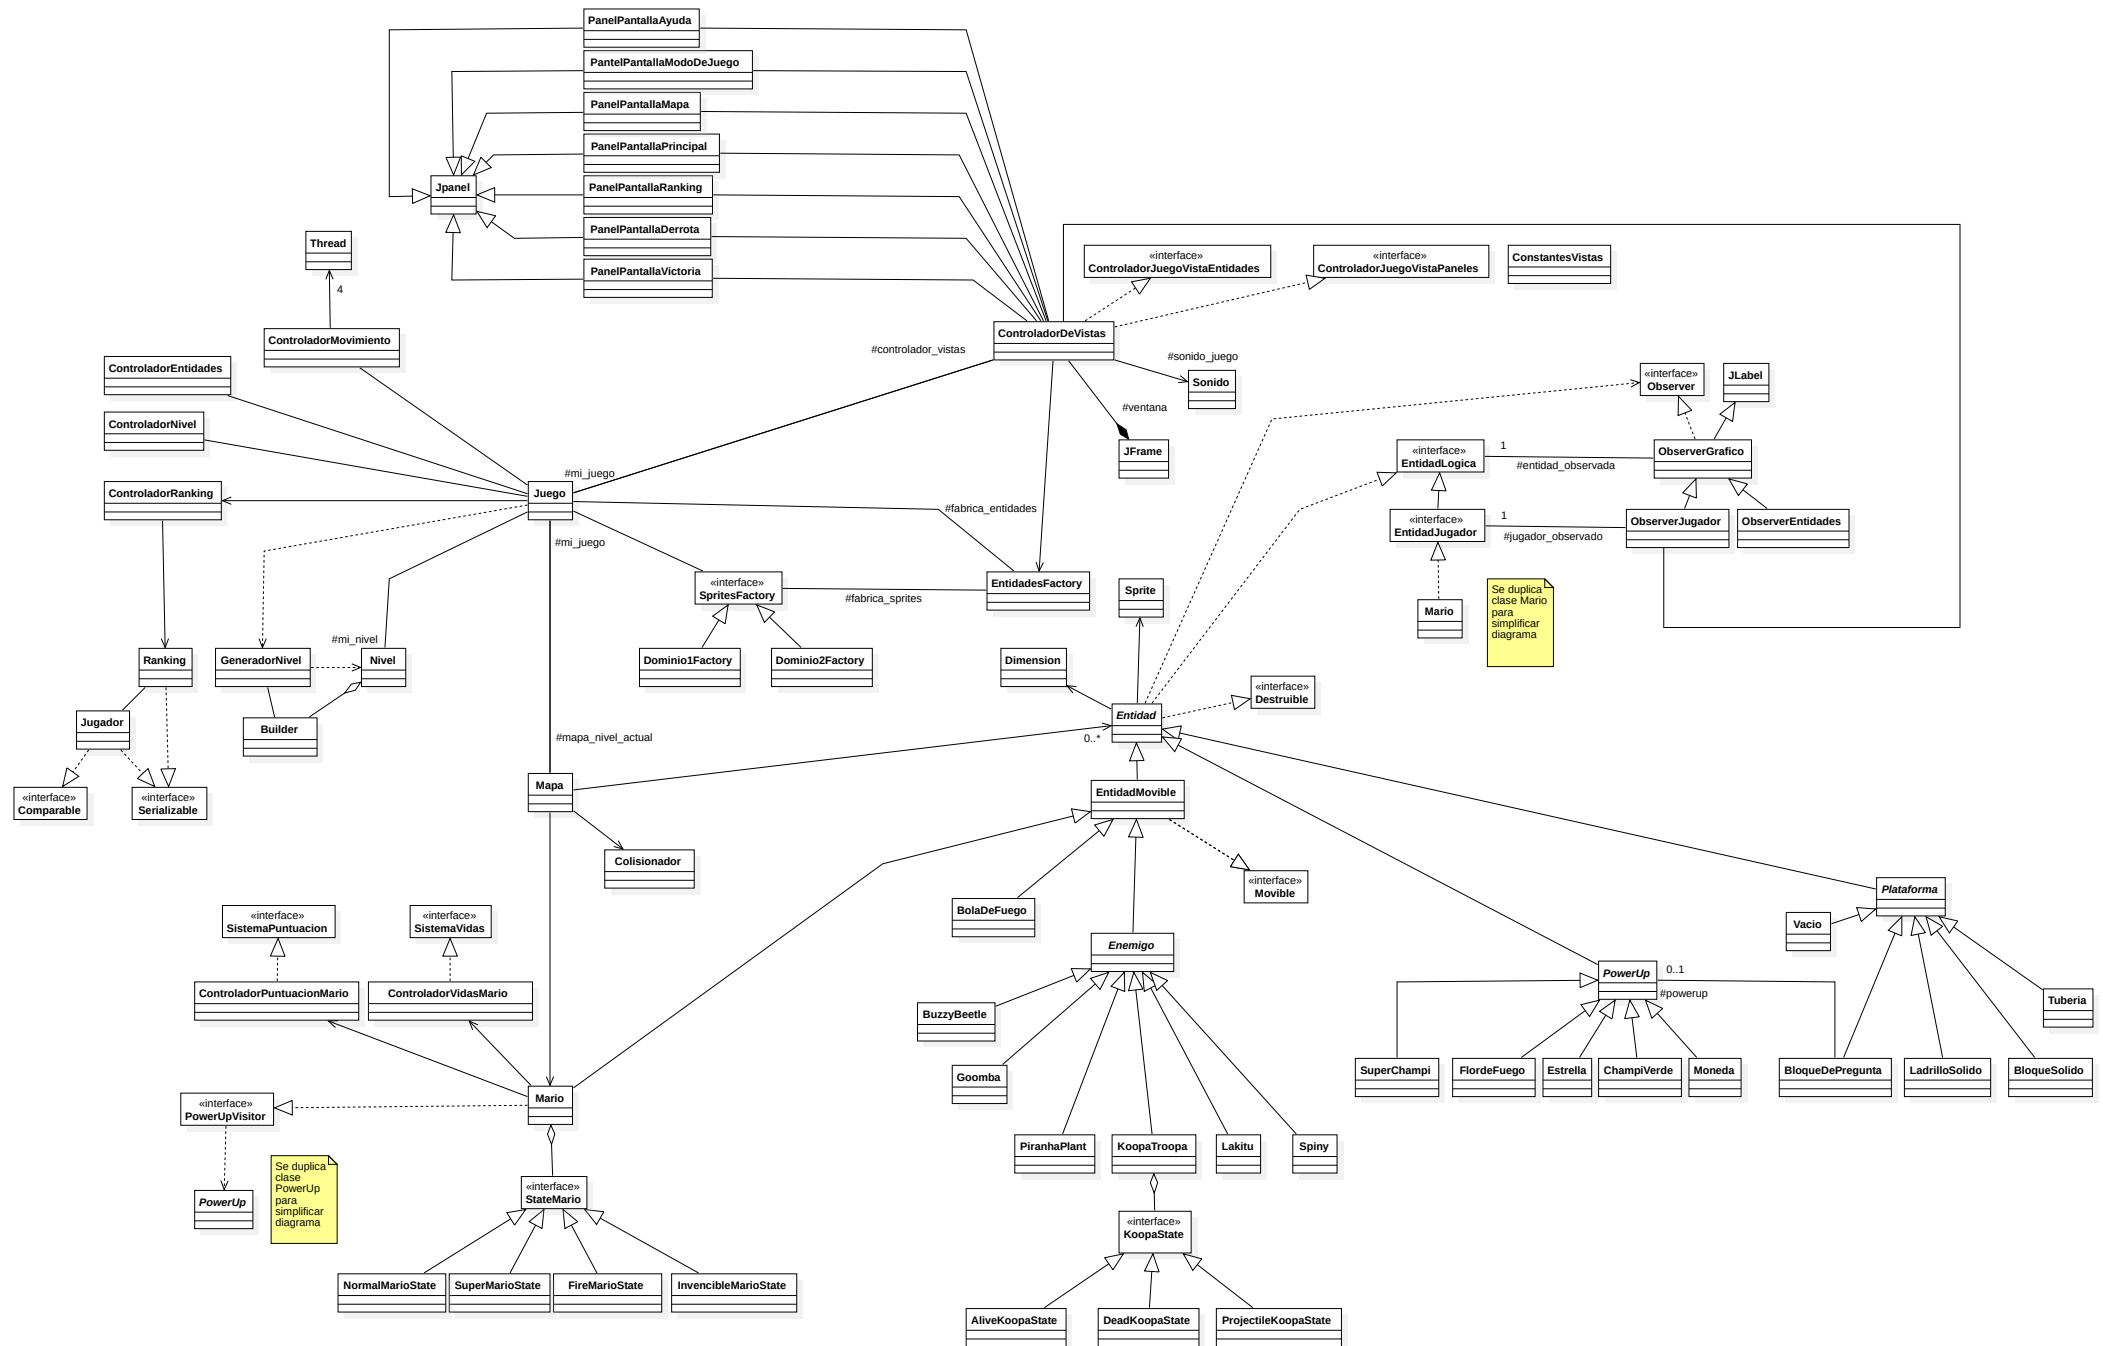 PanelPantallaAyuda
PantelPantallaModoDeJuego
PanelPantallaMapa
PanelPantallaPrincipal
Jpanel
PanelPantallaRanking
PanelPantallaDerrota
PanelPantallaVictoria
Thread
4
«interface»
ControladorJuegoVistaEntidades
«interface»
ControladorJuegoVistaPaneles
ConstantesVistas
ControladorMovimiento
ControladorDeVistas
#controlador_vistas
#sonido_juego
Sonido
ControladorEntidades
ControladorNivel
#ventana
JFrame
«interface»
Observer
JLabel
«interface»
EntidadLogica
1
#entidad_observada
ObserverGrafico
#mi_juego
ControladorRanking
Juego
#fabrica_entidades
«interface»
EntidadJugador
1
#jugador_observado
ObserverJugador
ObserverEntidades
#mi_juego
«interface»
SpritesFactory
#fabrica_sprites
EntidadesFactory
Sprite
Mario
Se duplica
clase Mario
para
simplificar
diagrama
#mi_nivel
Ranking
GeneradorNivel
Nivel
Dominio1Factory
Dominio2Factory
Dimension
«interface»
Destruible
Jugador
Builder
Entidad
0..*
#mapa_nivel_actual
«interface»
Comparable
«interface»
Serializable
Mapa
EntidadMovible
Colisionador
«interface»
Movible
BolaDeFuego
Plataforma
Vacio
«interface»
SistemaPuntuacion
«interface»
SistemaVidas
Enemigo
PowerUp
0..1
#powerup
ControladorPuntuacionMario
ControladorVidasMario
BuzzyBeetle
Tuberia
Goomba
SuperChampi
FlordeFuego
Estrella
ChampiVerde
Moneda
BloqueDePregunta
LadrilloSolido
BloqueSolido
«interface»
PowerUpVisitor
Mario
PiranhaPlant
KoopaTroopa
Lakitu
Spiny
Se duplica
clase
PowerUp
para
simplificar
diagrama
PowerUp
«interface»
StateMario
«interface»
KoopaState
NormalMarioState
SuperMarioState
FireMarioState
InvencibleMarioState
AliveKoopaState
DeadKoopaState
ProjectileKoopaState